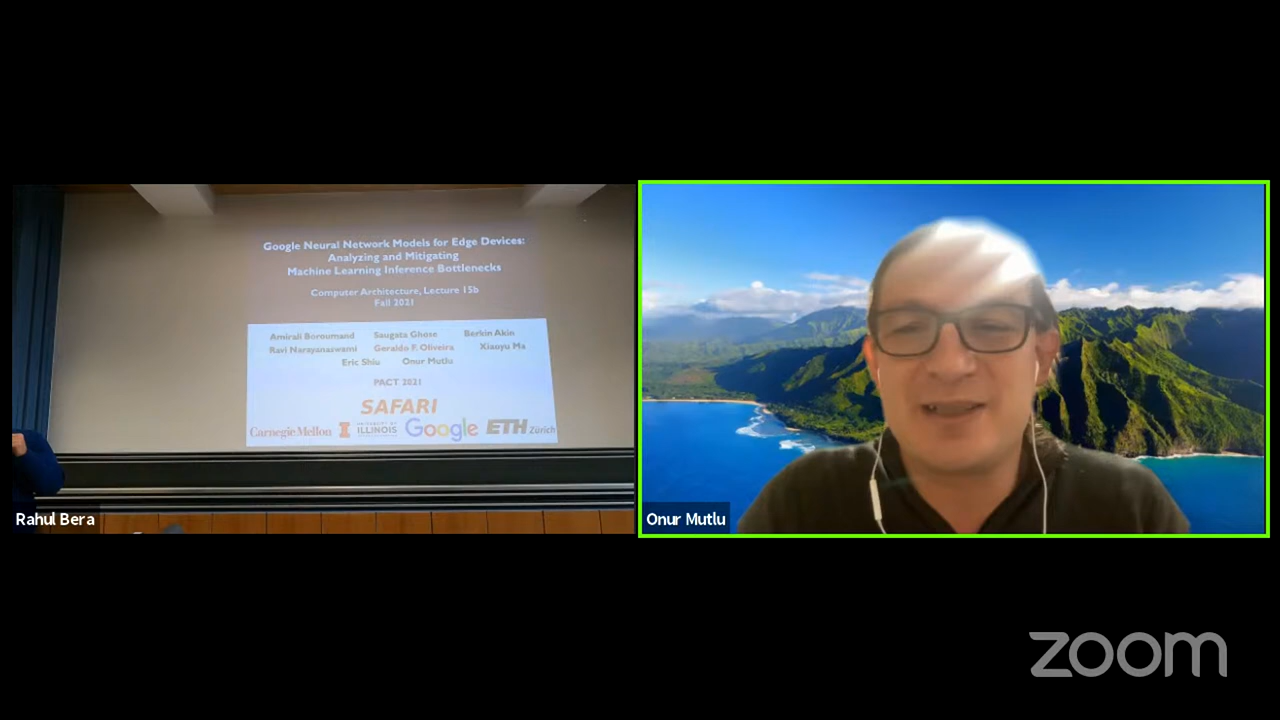 Google Neural Network Models for Edge Devices:
Analyzing and Mitigating
Machine Learning Inference Bottlenecks
Computer Architecture, Lecture 15b
Fall 2021
Amirali Boroumand Saugata Ghose Berkin Akin
Ravi Narayanaswami Geraldo F. Oliveira Xiaoyu Ma
Eric Shiu Onur Mutlu
PACT 2021
SAFARI
Carnegie Mellon I UNIVERSITY OF ILLINOIS Google ETH Zürich
Rahul Bera
Onur Mutlu
zoom